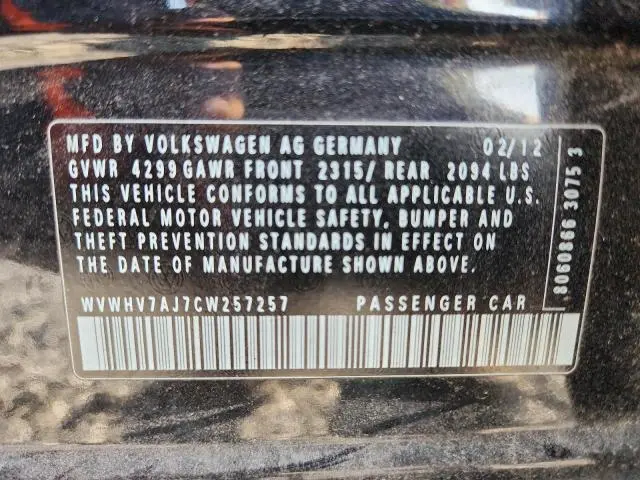 MFD BY VOLKSWAGEN AG GERMANY 02/12
GVWR 4299 GAWR FRONT 2315/ REAR 2094 LBS
THIS VEHICLE CONFORMS TO ALL APPLICABLE U.S.
FEDERAL MOTOR VEHICLE SAFETY, BUMPER AND
THEFT PREVENTION STANDARDS IN EFFECT ON
THE DATE OF MANUFACTURE SHOWN ABOVE.
WVWHV7AJ7CW257257 PASSENGER CAR
8060866 3075 3